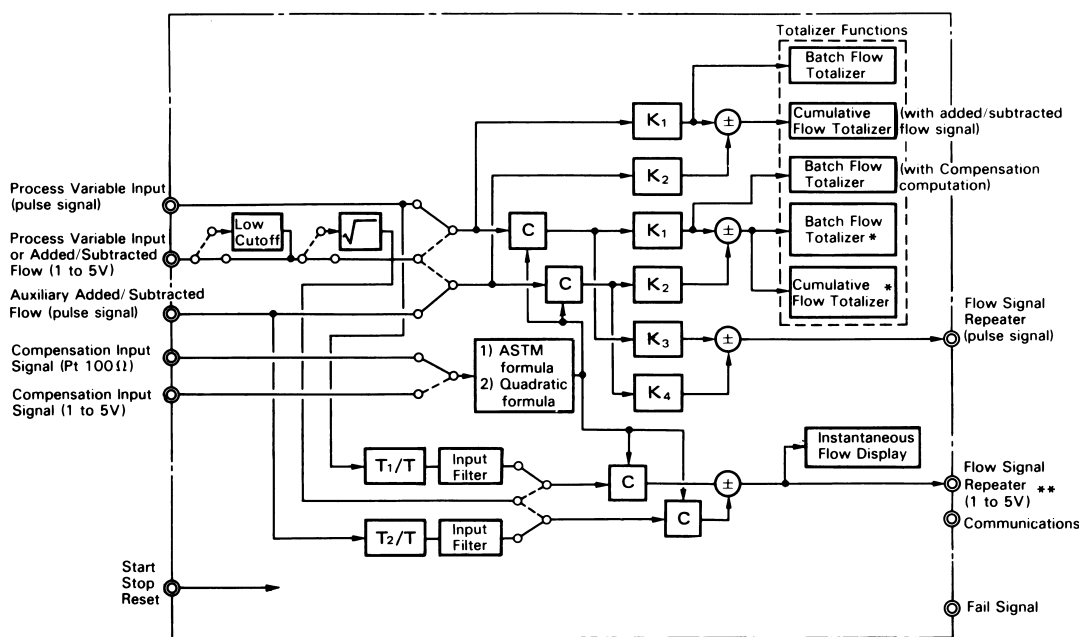 Totalizer Functions
Batch Flow
Totalizer
K1
±
Cumulative
Flow Totalizer
(with added/subtracted
flow signal)
K2
Batch Flow
Totalizer
(with Compensation
computation)
Process Variable Input
(pulse signal)
Low
Cutoff
√
C
K1
±
Batch Flow
Totalizer *
Process Variable Input
or Added/Subtracted
Flow (1 to 5V)
C
K2
Cumulative *
Flow Totalizer
Auxiliary Added/Subtracted
Flow (pulse signal)
Flow Signal
Repeater
(pulse signal)
K3
±
Compensation Input
Signal (Pt 100Ω)
1) ASTM
formula
2) Quadratic
formula
K4
Compensation Input
Signal (1 to 5V)
Instantaneous
Flow Display
T1/T
Input
Filter
C
±
Flow Signal
Repeater **
(1 to 5V)
C
Communications
T2/T
Input
Filter
Start
Stop
Reset
Fail Signal